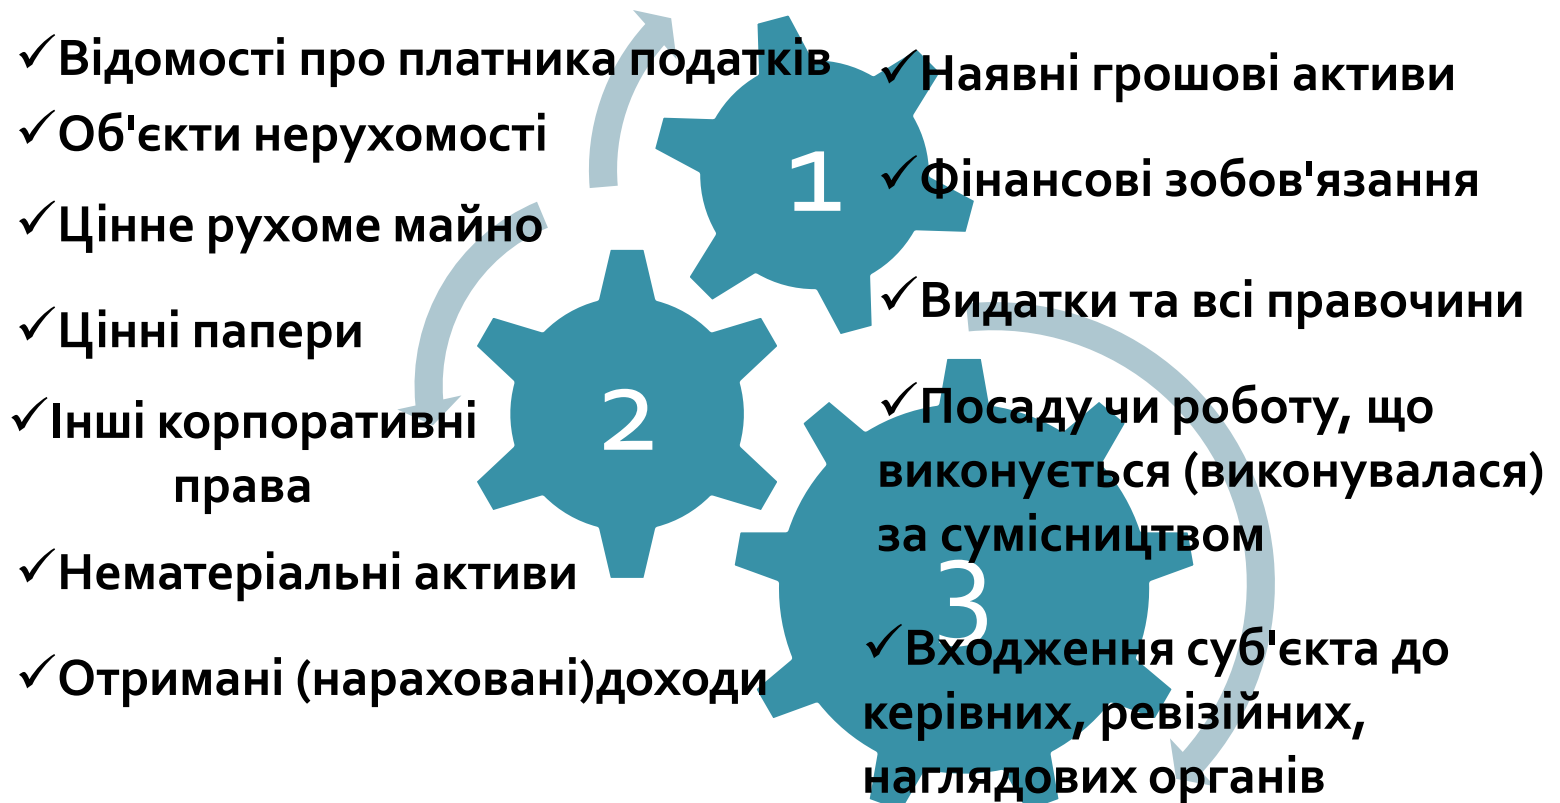 ✓Відомості про платника податків
✓Об'єкти нерухомості
✓Цінне рухоме майно
✓Цінні папери
✓Інші корпоративні
права
✓Нематеріальні активи
✓Отримані (нараховані)доходи
✓Наявні грошові активи
✓Фінансові зобов'язання
✓Видатки та всі правочини
✓Посаду чи роботу, що
виконується (виконувалася)
за сумісництвом
✓Входження суб'єкта до
керівних, ревізійних,
наглядових органів
1
2
3